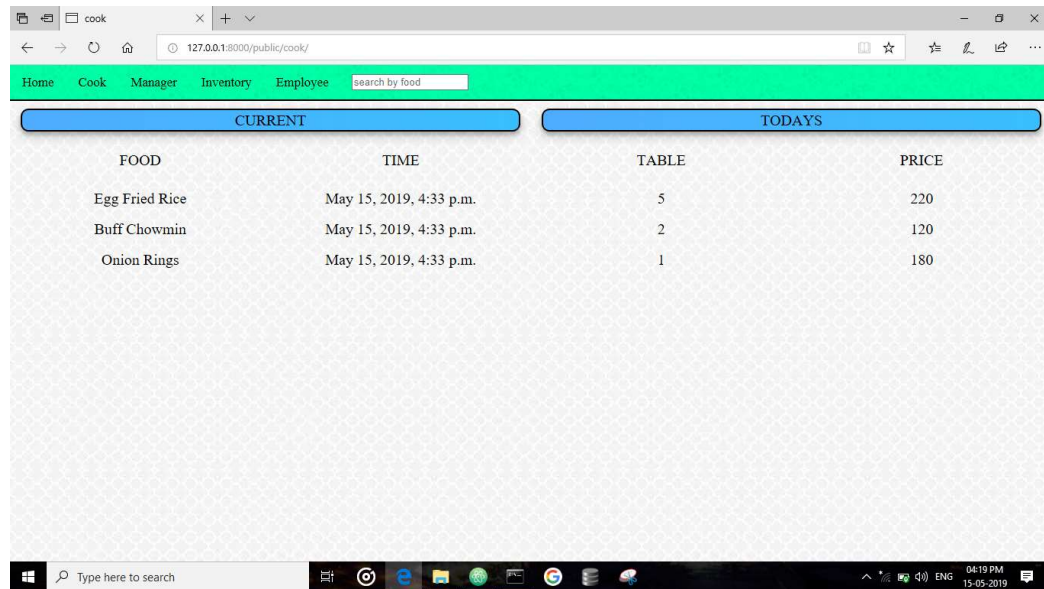 cook
127.0.0.1:8000/public/cook/
Home Cook Manager Inventory Employee search by food
CURRENT TODAYS
FOOD TIME TABLE PRICE
Egg Fried Rice May 15, 2019, 4:33 p.m. 5 220
Buff Chowmin May 15, 2019, 4:33 p.m. 2 120
Onion Rings May 15, 2019, 4:33 p.m. 1 180
Type here to search ENG 04:19 PM
15-05-2019